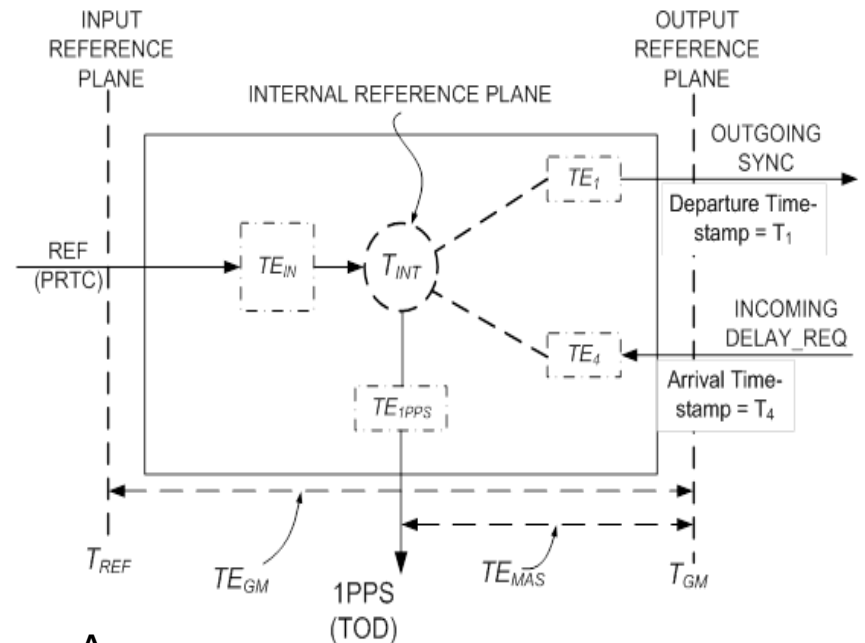 INPUT
REFERENCE
PLANE
OUTPUT
REFERENCE
PLANE
INTERNAL REFERENCE PLANE
OUTGOING
SYNC
TE1
Departure Time-
stamp = T1
REF
(PRTC)
TEIN
TINT
INCOMING
DELAY_REQ
TE4
Arrival Time-
stamp = T4
TE1PPS
TREF
TEGM
1PPS
(TOD)
TEMAS
TGM